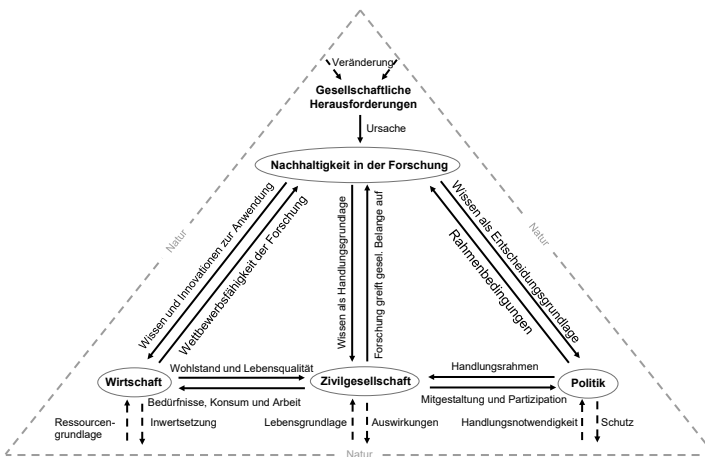 Veränderung
Gesellschaftliche
Herausforderungen
Ursache
Nachhaltigkeit in der Forschung
Natur
Natur
Wissen und Innovationen zur Anwendung
Wettbewerbsfähigkeit der Forschung
Wissen als Handlungsgrundlage
Forschung greift gesel. Belange auf
Wissen als Entscheidungsgrundlage
Rahmenbedingungen
Wohlstand und Lebensqualität
Handlungsrahmen
Wirtschaft
Zivilgesellschaft
Politik
Bedürfnisse, Konsum und Arbeit
Mitgestaltung und Partizipation
Ressourcen-
grundlage
Inwertsetzung
Lebensgrundlage
Auswirkungen
Handlungsnotwendigkeit
Schutz
Natur